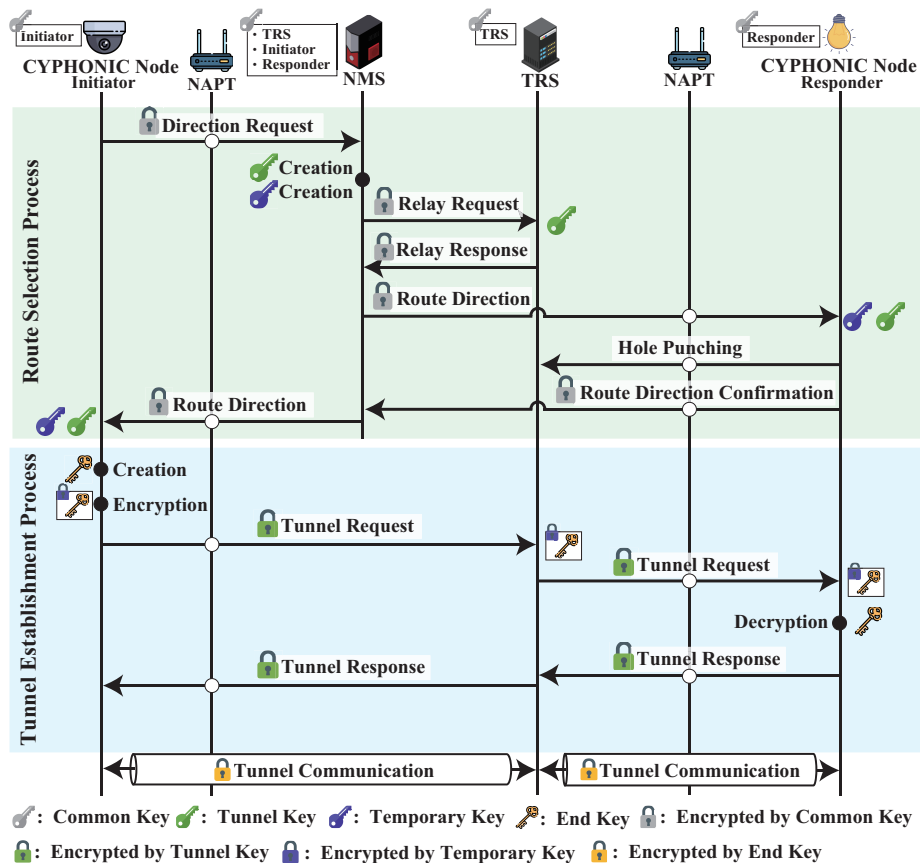 Initiator
· TRS
· Initiator
· Responder
TRS
Responder
CYPHONIC Node
Initiator
NAPT
NMS
TRS
NAPT
CYPHONIC Node
Responder
Route Selection Process
Direction Request
Creation
Creation
Relay Request
Relay Response
Route Direction
Hole Punching
Route Direction Confirmation
Route Direction
Tunnel Establishment Process
Creation
Encryption
Tunnel Request
Tunnel Request
Decryption
Tunnel Response
Tunnel Response
Tunnel Communication
Tunnel Communication
: Common Key : Tunnel Key : Temporary Key : End Key : Encrypted by Common Key
: Encrypted by Tunnel Key : Encrypted by Temporary Key : Encrypted by End Key